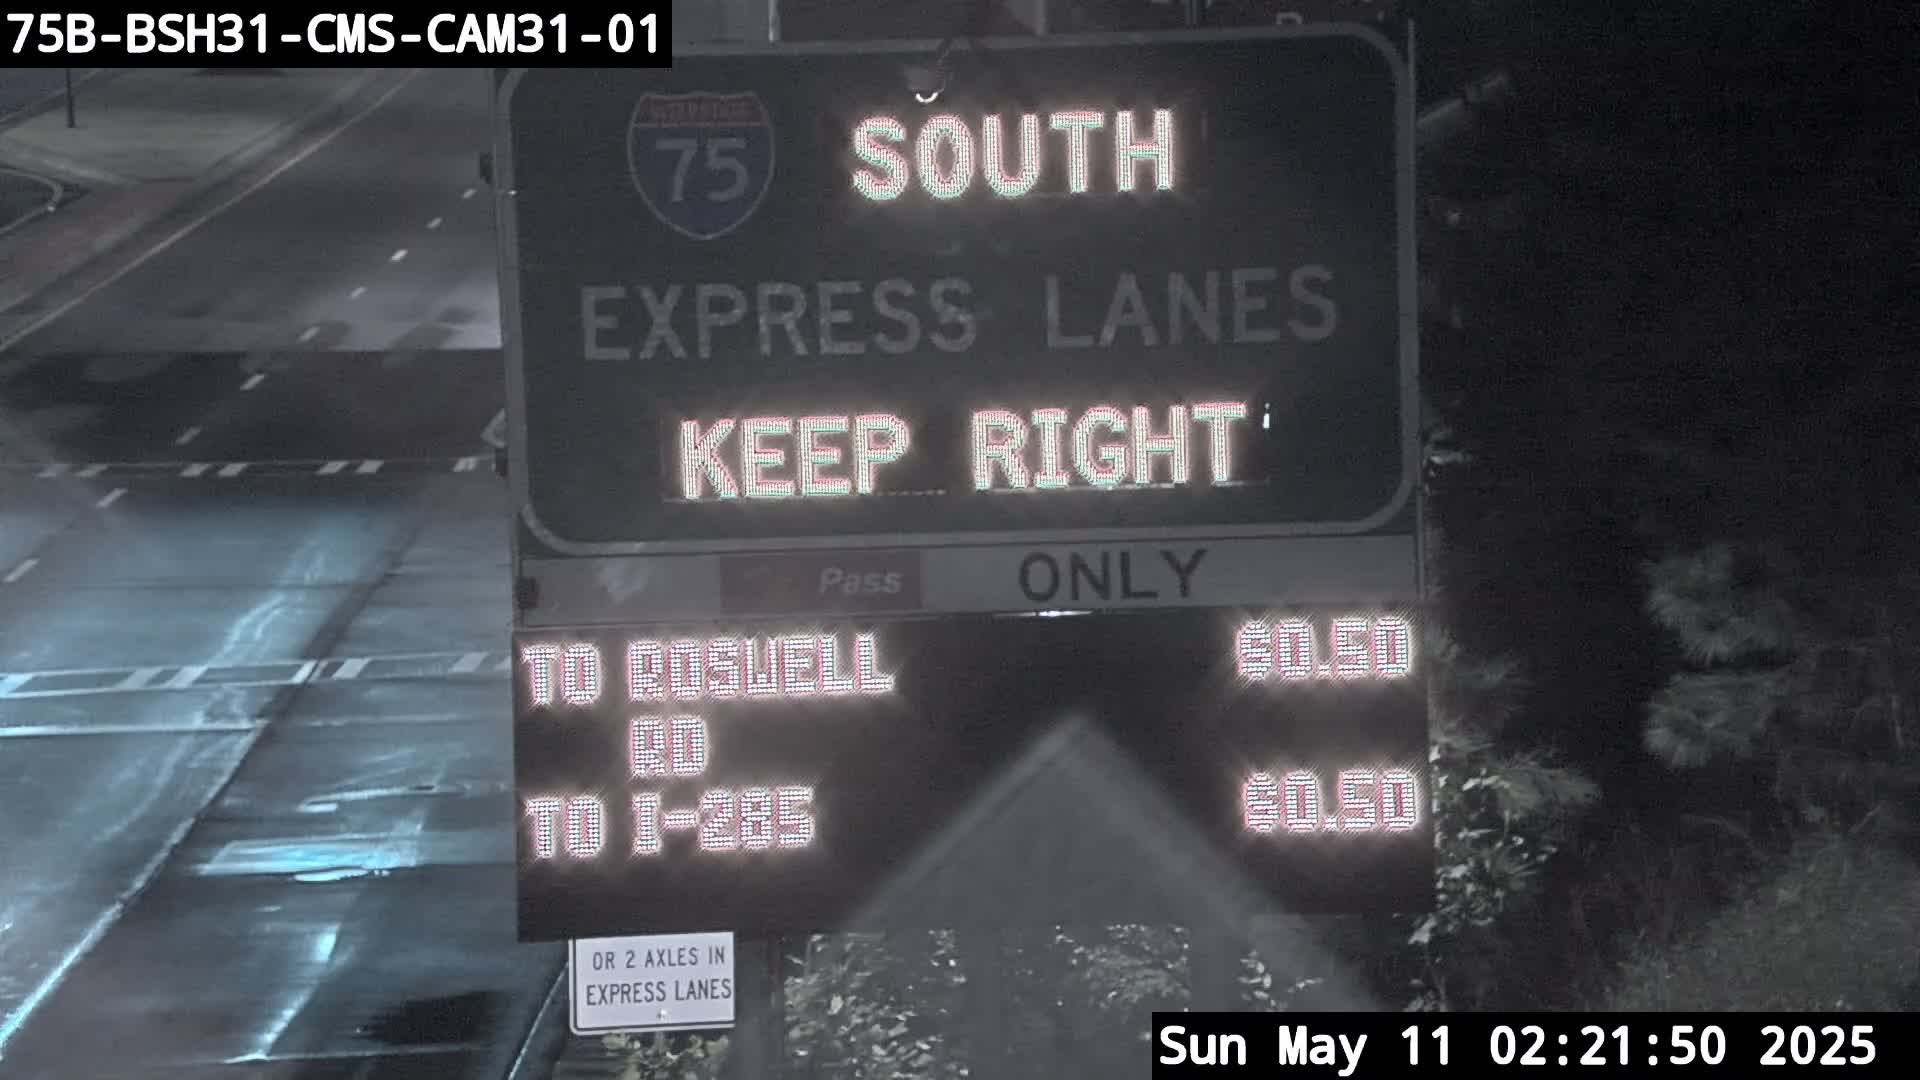 75B-BSH31-CMS-CAM31-01
INTERSTATE
75
SOUTH
EXPRESS LANES
KEEP RIGHT
Pass ONLY
TO ROSWELL $0.50
RD
TO I-285 $0.50
OR 2 AXLES IN
EXPRESS LANES
Sun May 11 02:21:50 2025